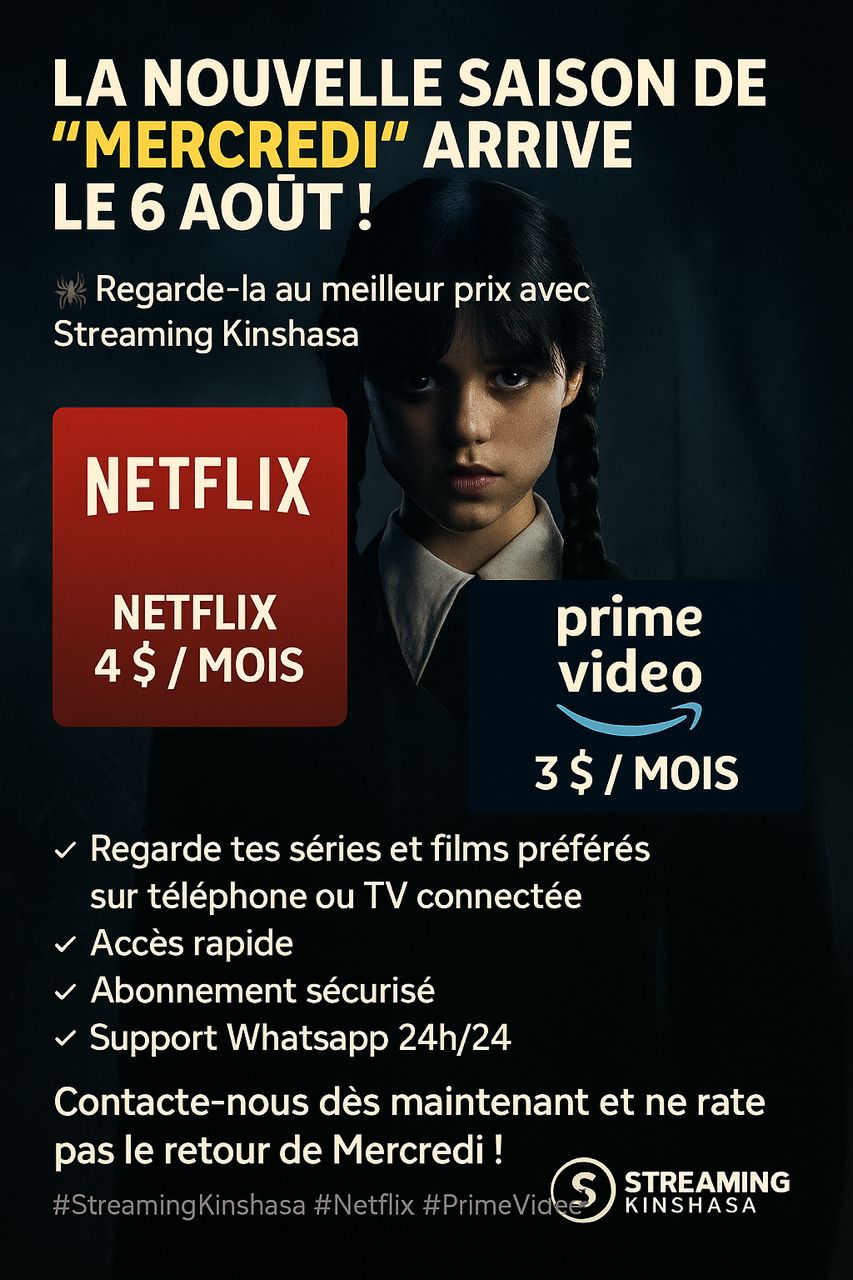 LA NOUVELLE SAISON DE
"MERCREDI" ARRIVE
LE 6 AOŪT !
Regarde-la au meilleur prix avec
Streaming Kinshasa
NETFLIX
NETFLIX
4 $ / MOIS
prime
video
3 $ / MOIS
✓ Regarde tes séries et films préférés
sur téléphone ou TV connectée
✓ Accès rapide
✓ Abonnement sécurisé
✓ Support Whatsapp 24h/24
Contacte-nous dès maintenant et ne rate
pas le retour de Mercredi !
#StreamingKinshasa #Netflix #PrimeVideo
S STREAMING
KINSHASA